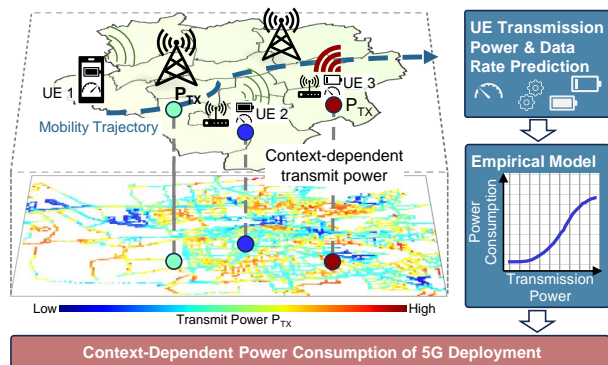 UE 1
P_TX
UE 3
UE 2
P_TX
Mobility Trajectory
Context-dependent
transmit power
Low
High
Transmit Power P_TX
UE Transmission
Power & Data
Rate Prediction
Empirical Model
Power
Consumption
Transmission
Power
Context-Dependent Power Consumption of 5G Deployment